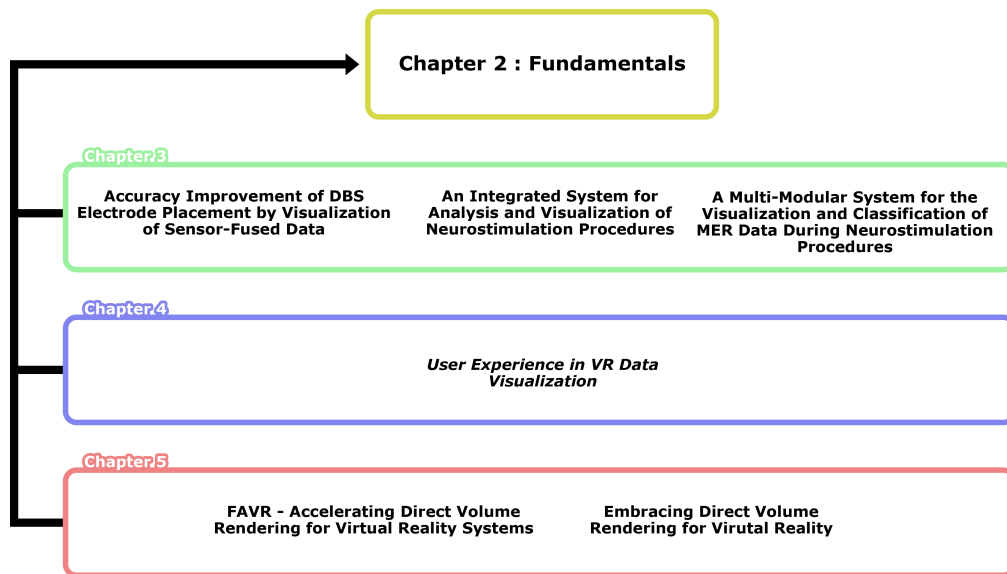 Chapter 2 : Fundamentals
Chapter 3
Accuracy Improvement of DBS
Electrode Placement by Visualization
of Sensor-Fused Data
An Integrated System for
Analysis and Visualization of
Neurostimulation Procedures
A Multi-Modular System for the
Visualization and Classification of
MER Data During Neurostimulation
Procedures
Chapter 4
User Experience in VR Data
Visualization
Chapter 5
FAVR - Accelerating Direct Volume
Rendering for Virtual Reality Systems
Embracing Direct Volume
Rendering for Virutal Reality